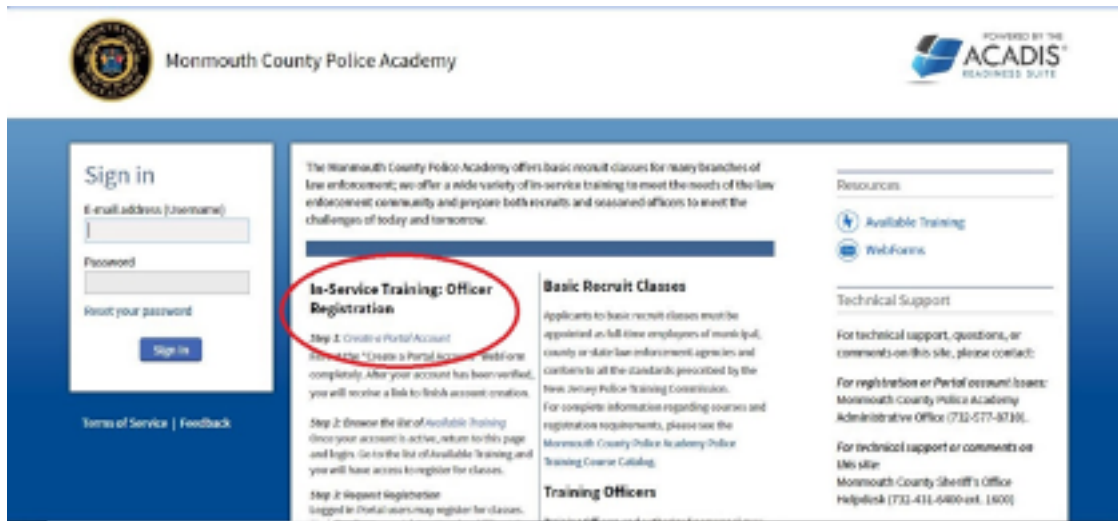 Monmouth County Police Academy
POWERED BY THE
ACADIS®
READINESS SUITE
Sign in
E-mail address (Username)
Password
Reset your password
Sign In
Terms of Service | Feedback
The Monmouth County Police Academy offers basic recruit classes for many branches of
law enforcement; we offer a wide variety of in-service training to meet the needs of the law
enforcement community and prepare both recruits and seasoned officers to meet the
challenges of today and tomorrow.
In-Service Training: Officer
Registration
Step 1: Create a Portal Account
the "Create a Portal Account" WebForm
completely. After your account has been verified,
you will receive a link to finish account creation.
Step 2: Browse the list of Available Training
Once your account is active, return to this page
and login. Go to the list of Available Training and
you will have access to register for classes.
Step 3: Request Registration
Logged in Portal users may register for classes.
Basic Recruit Classes
Applicants to basic recruit classes must be
appointed as full-time employees of municipal,
county or state law enforcement agencies and
conform to all the standards prescribed by the
New Jersey Police Training Commission.
For complete information regarding courses and
registration requirements, please see the
Monmouth County Police Academy Police
Training Course Catalog.
Training Officers
Resources
Available Training
WebForms
Technical Support
For technical support, questions, or
comments on this site, please contact:
For registration or Portal account issues:
Monmouth County Police Academy
Administrative Office (732-577-8710).
For technical support or comments on
this site:
Monmouth County Sheriff's Office
Helpdesk (732-431-6400 ext. 1600)